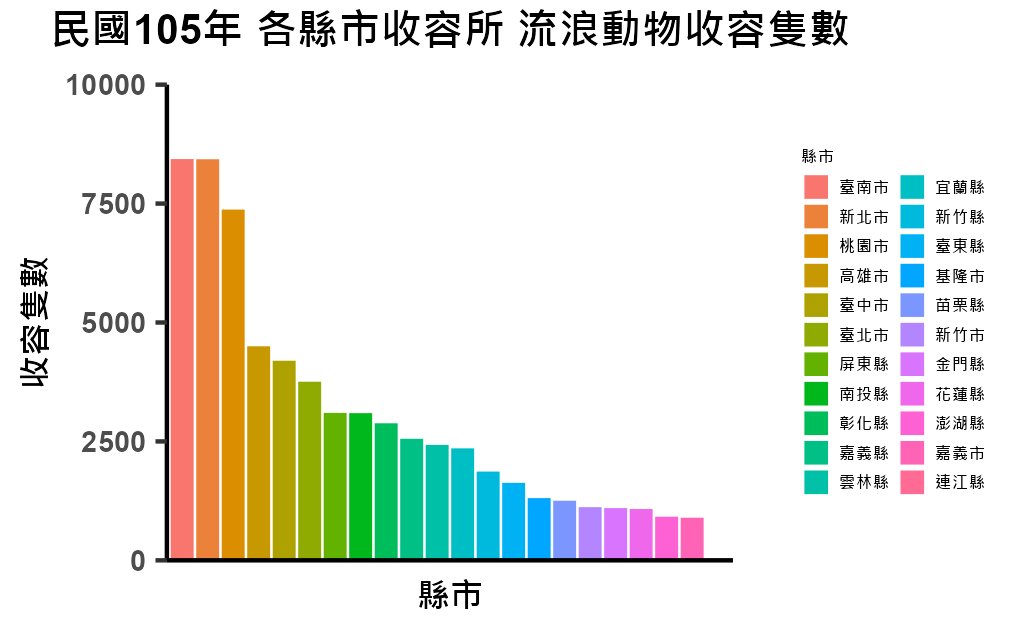 民國105年 各縣市收容所 流浪動物收容隻數
10000
7500
5000
2500
0
收容隻數
縣市
縣市
臺南市
新北市
桃園市
高雄市
臺中市
臺北市
屏東縣
南投縣
彰化縣
嘉義縣
雲林縣
宜蘭縣
新竹縣
臺東縣
基隆市
苗栗縣
新竹市
金門縣
花蓮縣
澎湖縣
嘉義市
連江縣